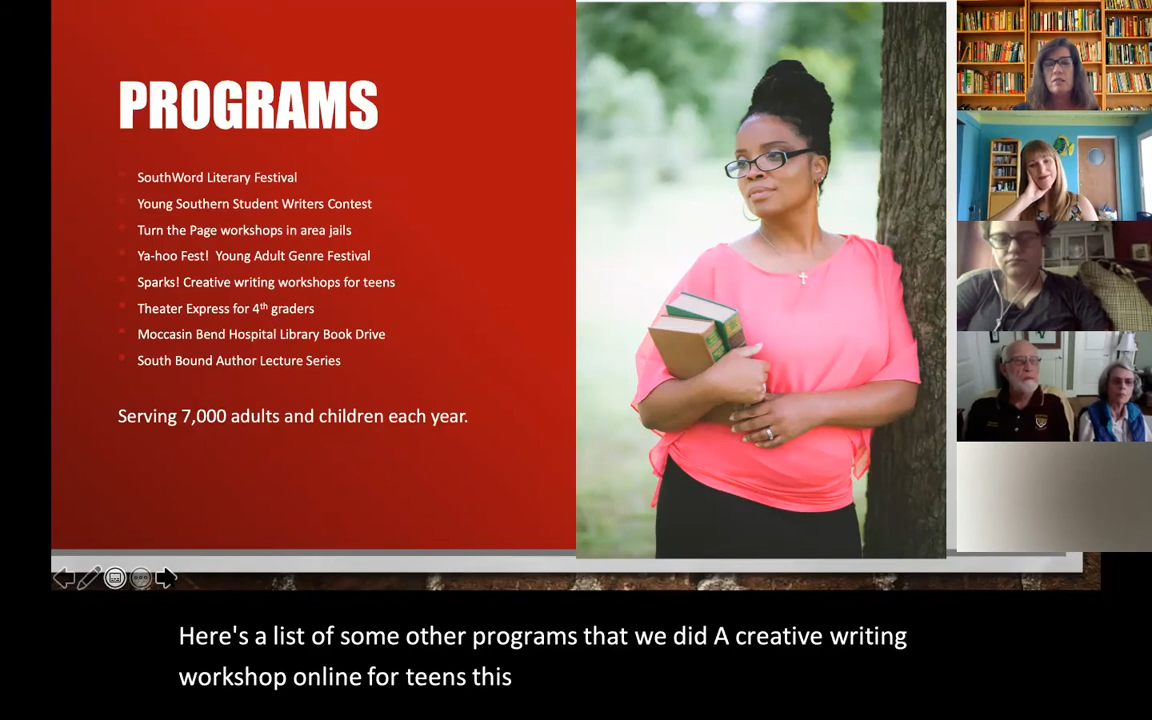 PROGRAMS
SouthWord Literary Festival
Young Southern Student Writers Contest
Turn the Page workshops in area jails
Ya-hoo Fest!  Young Adult Genre Festival
Sparks! Creative writing workshops for teens
Theater Express for 4th graders
Moccasin Bend Hospital Library Book Drive
South Bound Author Lecture Series
Serving 7,000 adults and children each year.
Here's a list of some other programs that we did A creative writing
workshop online for teens this